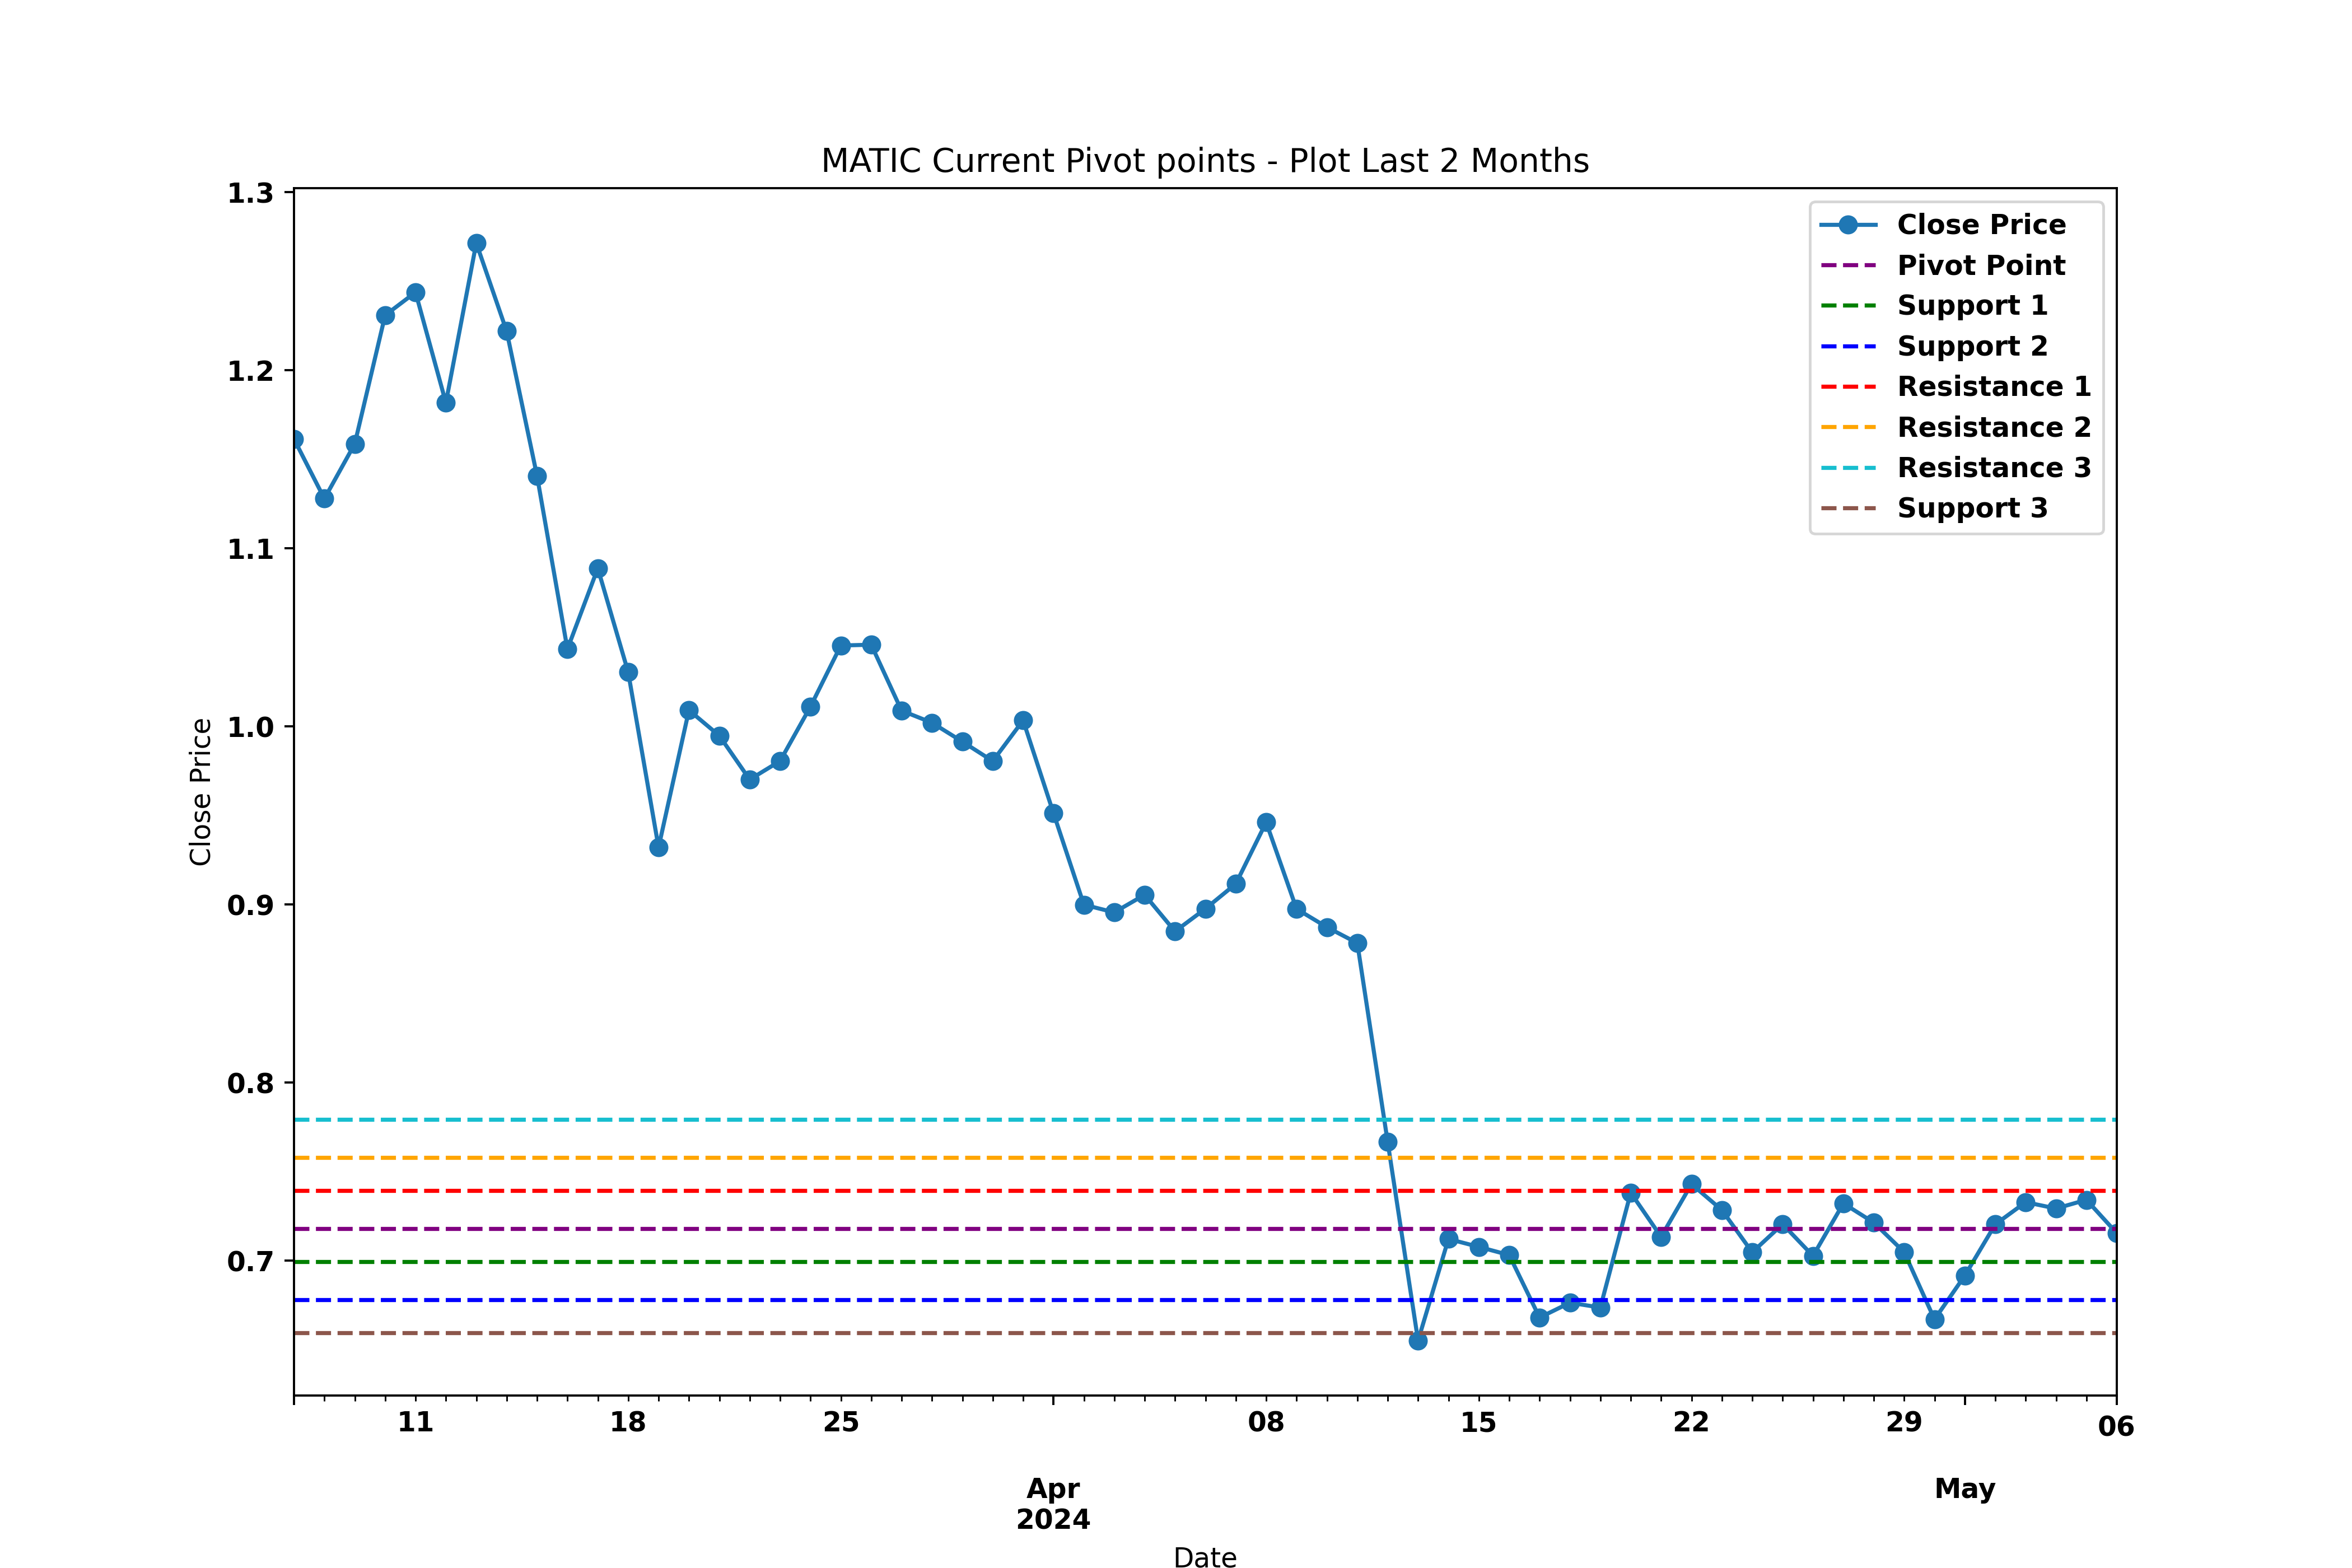 MATIC Current Pivot points - Plot Last 2 Months
1.3
1.2
1.1
1.0
0.9
0.8
0.7
Close Price
Close Price
Pivot Point
Support 1
Support 2
Resistance 1
Resistance 2
Resistance 3
Support 3
11 18 25 08 15 22 29 06
Apr May
2024
Date